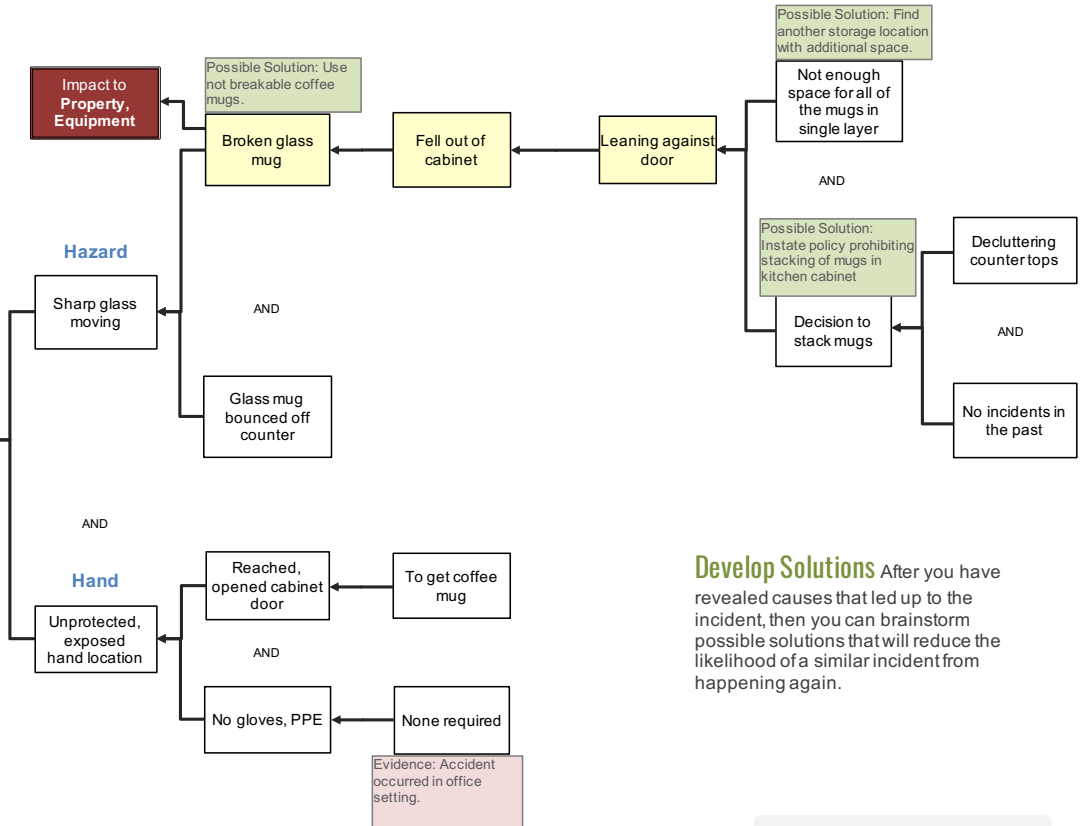 Possible Solution: Find
another storage location
with additional space.
Not enough
space for all of
the mugs in
single layer
Impact to
Property,
Equipment
Possible Solution: Use
not breakable coffee
mugs.
Broken glass
mug
Fell out of
cabinet
Leaning against
door
AND
Possible Solution:
Instate policy prohibiting
stacking of mugs in
kitchen cabinet
Decision to
stack mugs
Decluttering
counter tops
AND
No incidents in
the past
Hazard
Sharp glass
moving
AND
Glass mug
bounced off
counter
AND
Hand
Unprotected,
exposed
hand location
Reached,
opened cabinet
door
To get coffee
mug
AND
No gloves, PPE
None required
Evidence: Accident
occurred in office
setting.
Develop Solutions After you have
revealed causes that led up to the
incident, then you can brainstorm
possible solutions that will reduce the
likelihood of a similar incident from
happening again.